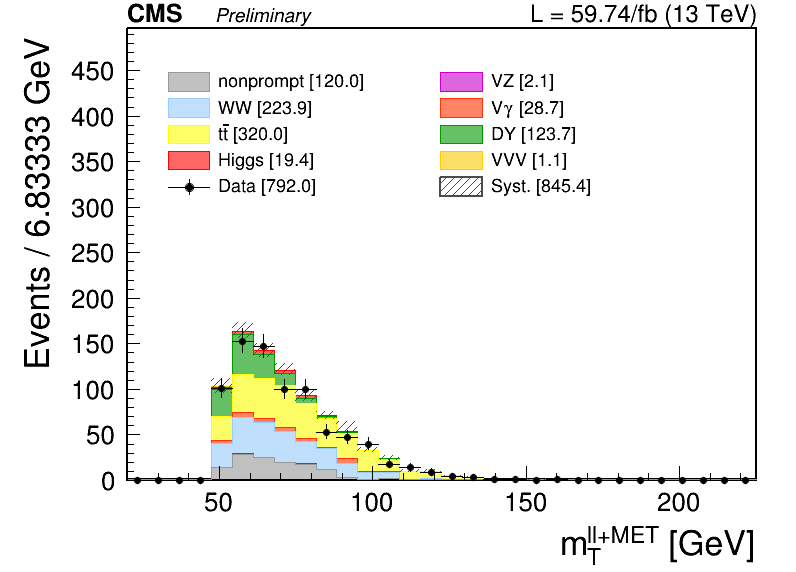 CMS Preliminary L = 59.74/fb (13 TeV)
Events / 6.83333 GeV
450
400
350
300
250
200
150
100
50
0
nonprompt [120.0]
WW [223.9]
tt̄ [320.0]
Higgs [19.4]
Data [792.0]
VZ [2.1]
Vγ [28.7]
DY [123.7]
VVV [1.1]
Syst. [845.4]
50 100 150 200
m_T^{ll+MET} [GeV]